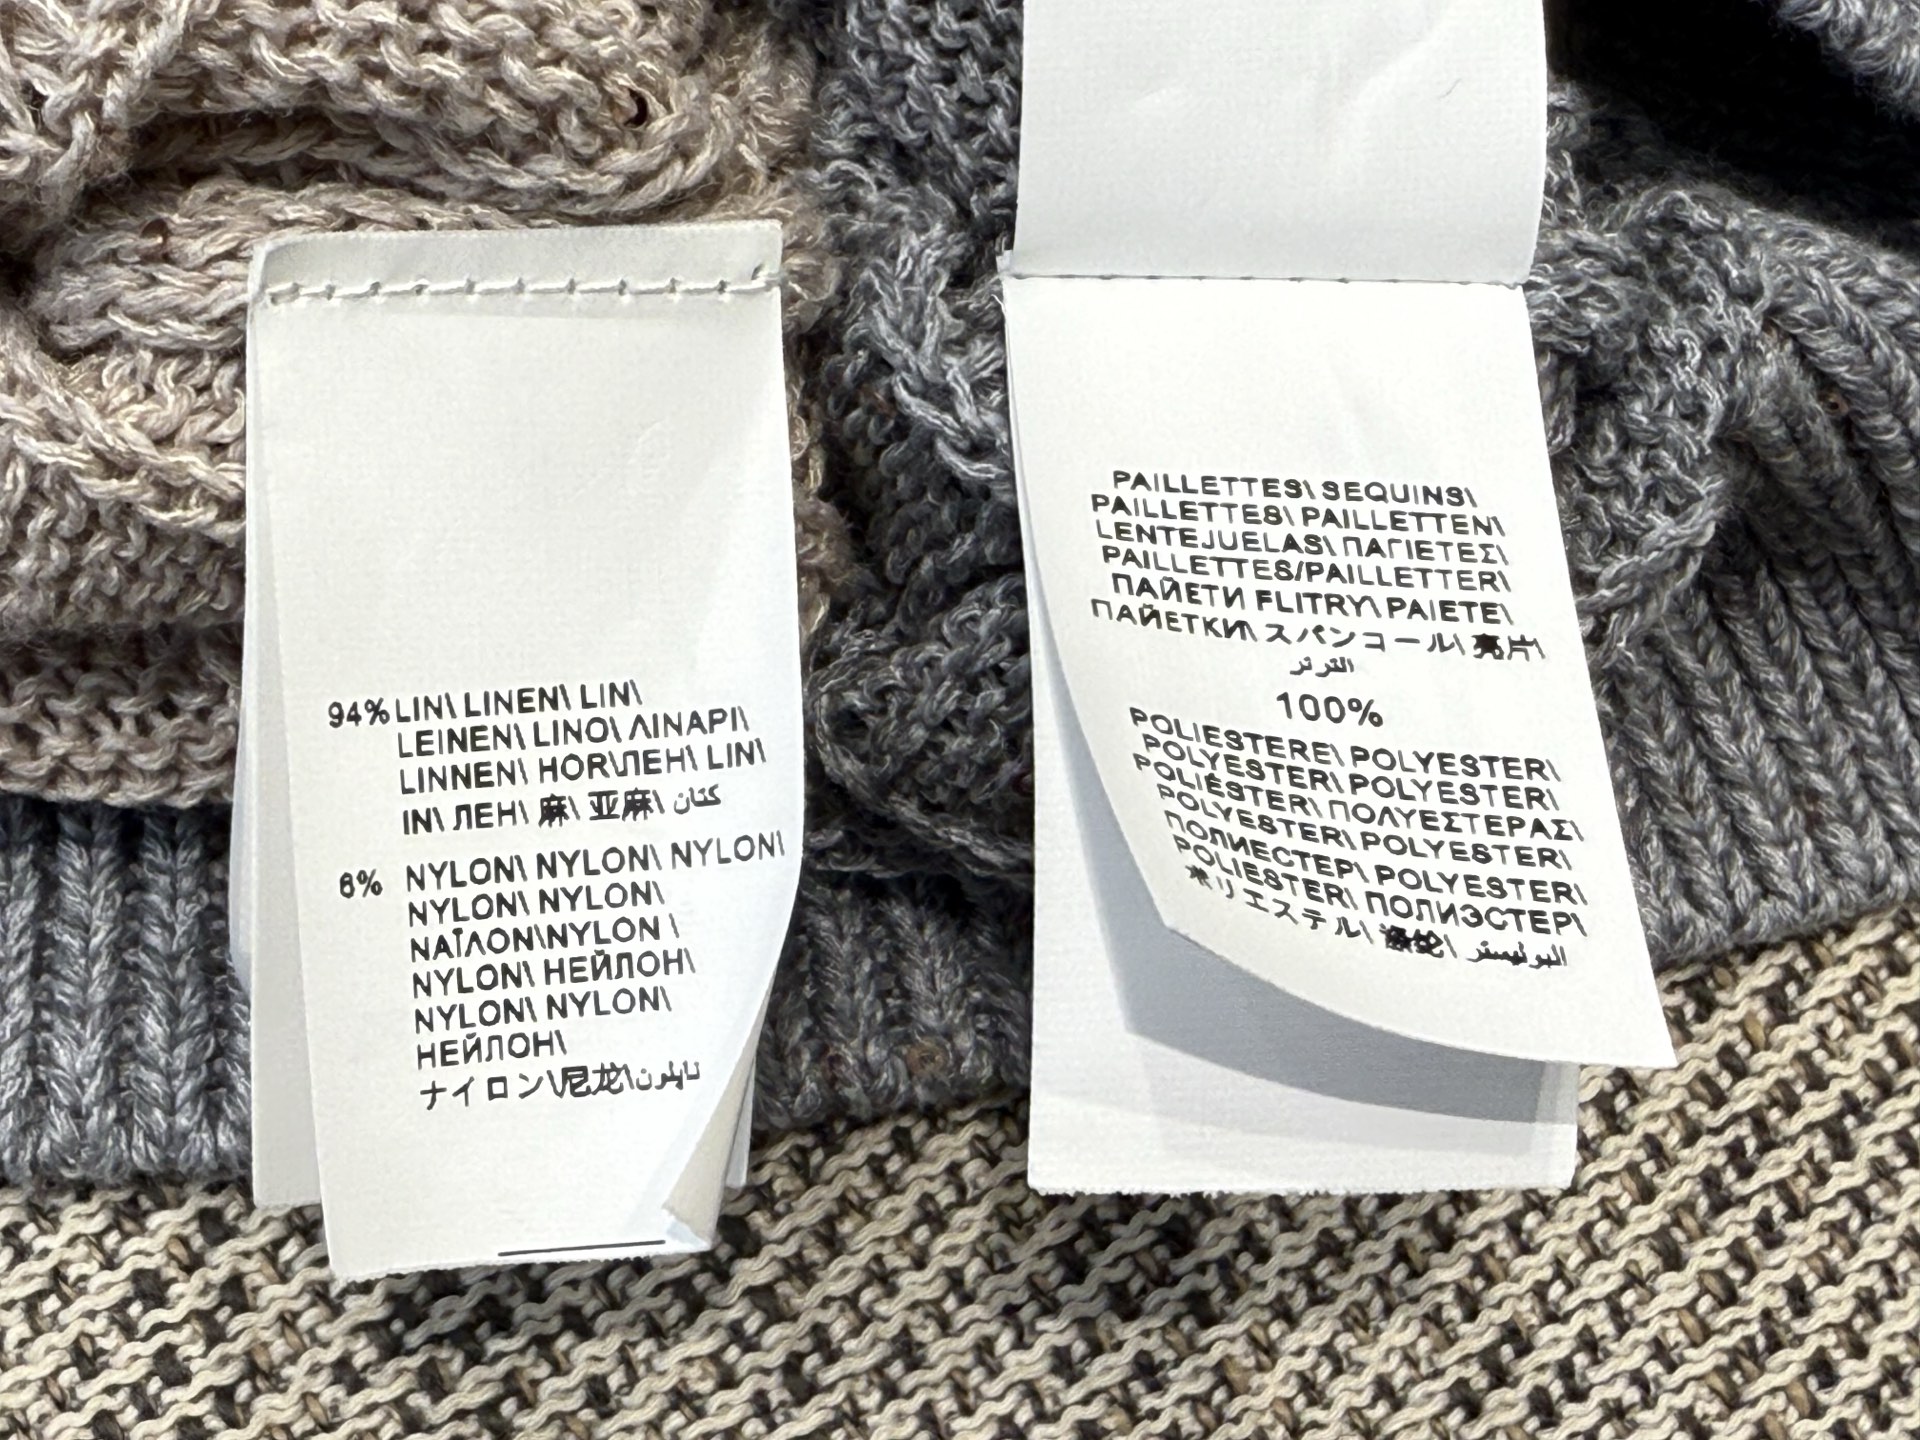 94% LIN\ LINEN\ LIN\
LEINEN\ LINO\ ΛΙΝΑΡΙ\
LINNEN\ HOR\ЛЕН\ LIN\
IN\ ЛЕН\ 麻\ 亚麻\ كتان
6% NYLON\ NYLON\ NYLON\
NYLON\ NYLON\
ΝΑΪΛΟΝ\NYLON \
NYLON\ НЕЙЛОН\
NYLON\ NYLON\
НЕЙЛОН\
ナイロン\尼龙\نايلون
PAILLETTES\ SEQUINS\
PAILLETTES\ PAILLETTEN\
LENTEJUELAS\ ΠΑΓΙΕΤΕΣ\
PAILLETTES/PAILLETTER\
ПАЙЕТИ FLITRY\ PAIETE\
ПАЙЕТКИ\ スパンコール\ 亮片\
الترتر
100%
POLIESTERE\ POLYESTER\
POLYESTER\ POLYESTER\
POLIÉSTER\ ΠΟΛΥΕΣΤΕΡΑΣ\
POLYESTER\ POLYESTER\
ПОЛИЕСТЕР\ POLYESTER\
POLIESTER\ ПОЛИЭСТЕР\
ポリエステル\ البوليستر